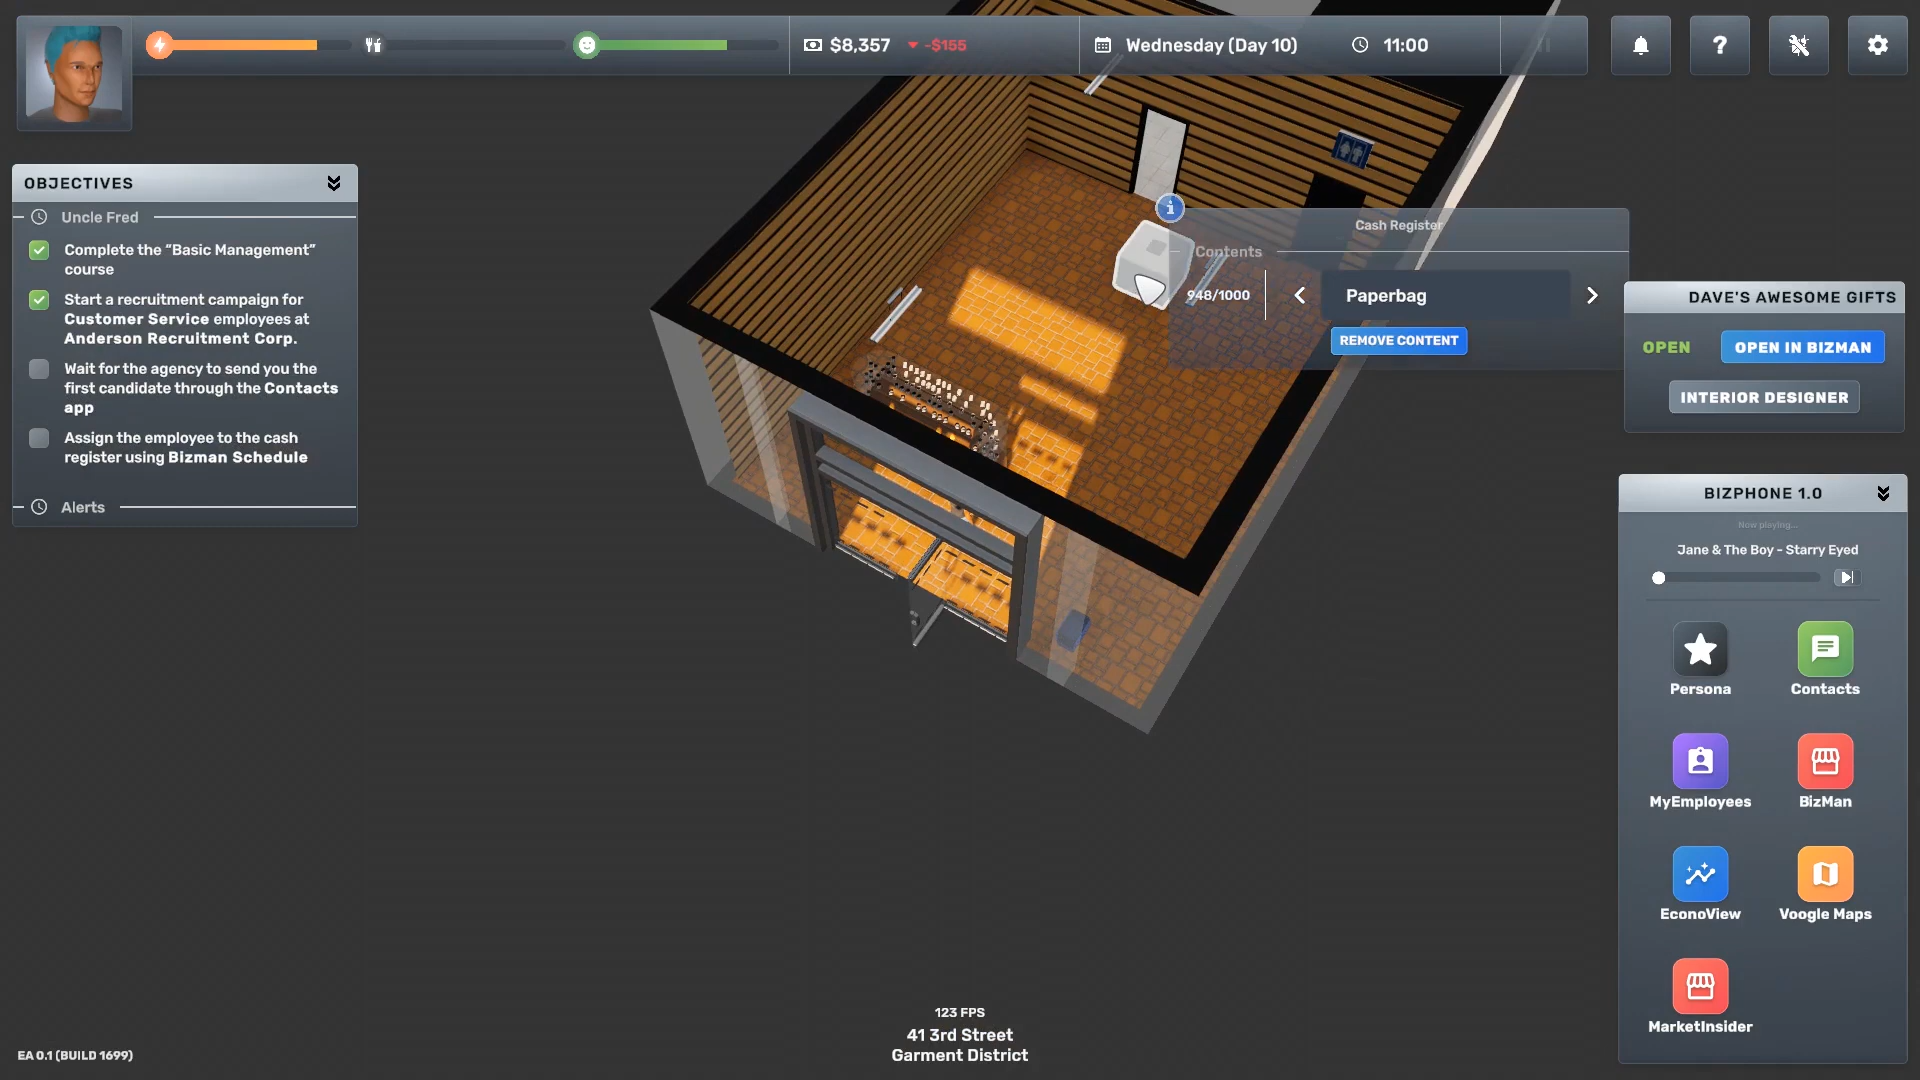 $8,357 -$155
Wednesday (Day 10)
11:00
?
OBJECTIVES
Uncle Fred
Complete the “Basic Management”
course
Start a recruitment campaign for
Customer Service employees at
Anderson Recruitment Corp.
Wait for the agency to send you the
first candidate through the Contacts
app
Assign the employee to the cash
register using Bizman Schedule
Alerts
i
Cash Register
Contents
948/1000
Paperbag
REMOVE CONTENT
DAVE'S AWESOME GIFTS
OPEN
OPEN IN BIZMAN
INTERIOR DESIGNER
BIZPHONE 1.0
Now playing...
Jane & The Boy - Starry Eyed
Persona
Contacts
MyEmployees
BizMan
EconoView
Voogle Maps
MarketInsider
123 FPS
41 3rd Street
Garment District
EA 0.1 (BUILD 1699)